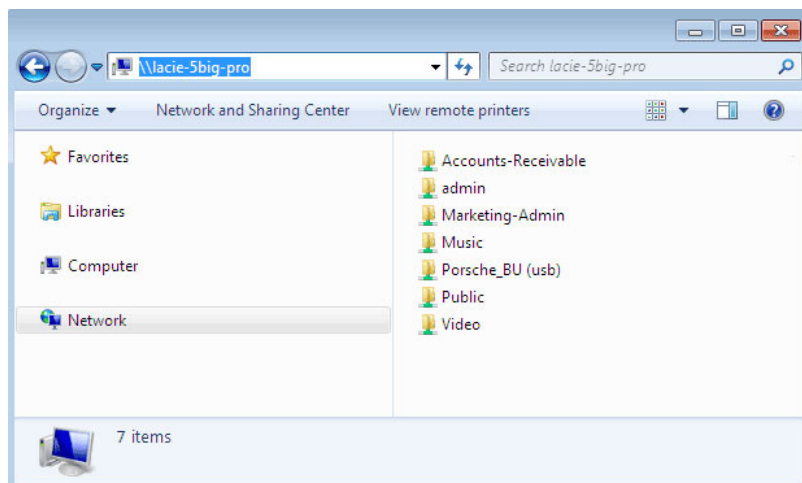 \\lacie-5big-pro
Search lacie-5big-pro
Organize
Network and Sharing Center
View remote printers
Favorites
Libraries
Computer
Network
Accounts-Receivable
admin
Marketing-Admin
Music
Porsche_BU (usb)
Public
Video
7 items